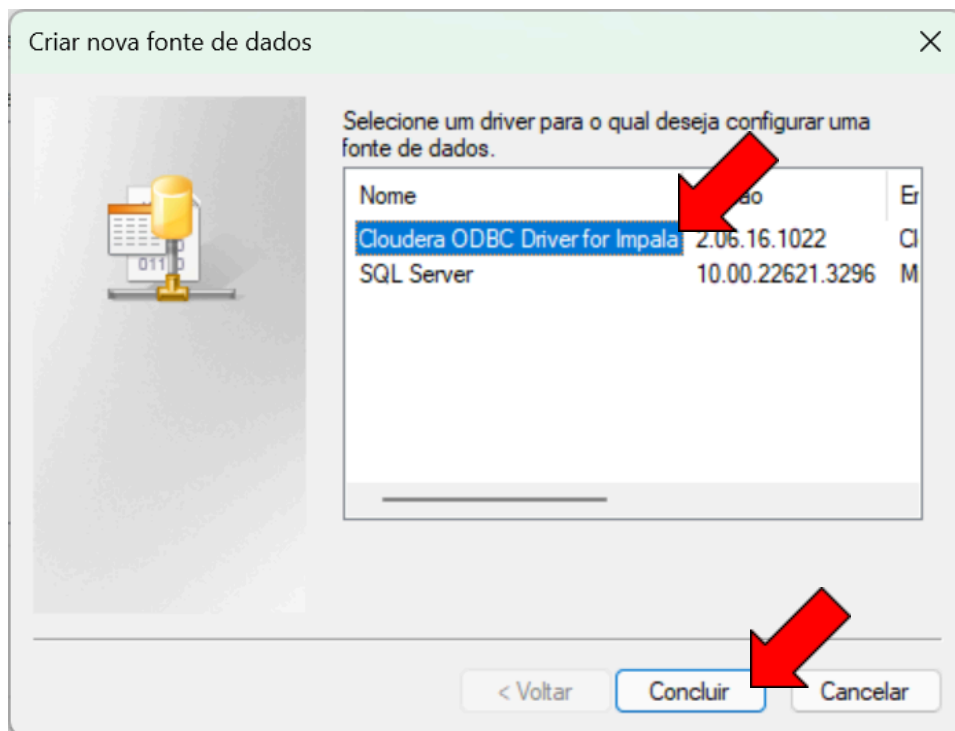 Criar nova fonte de dados
Selecione um driver para o qual deseja configurar uma
fonte de dados.
Nome
Cloudera ODBC Driver for Impala 2.06.16.1022
SQL Server 10.00.22621.3296
< Voltar Concluir Cancelar